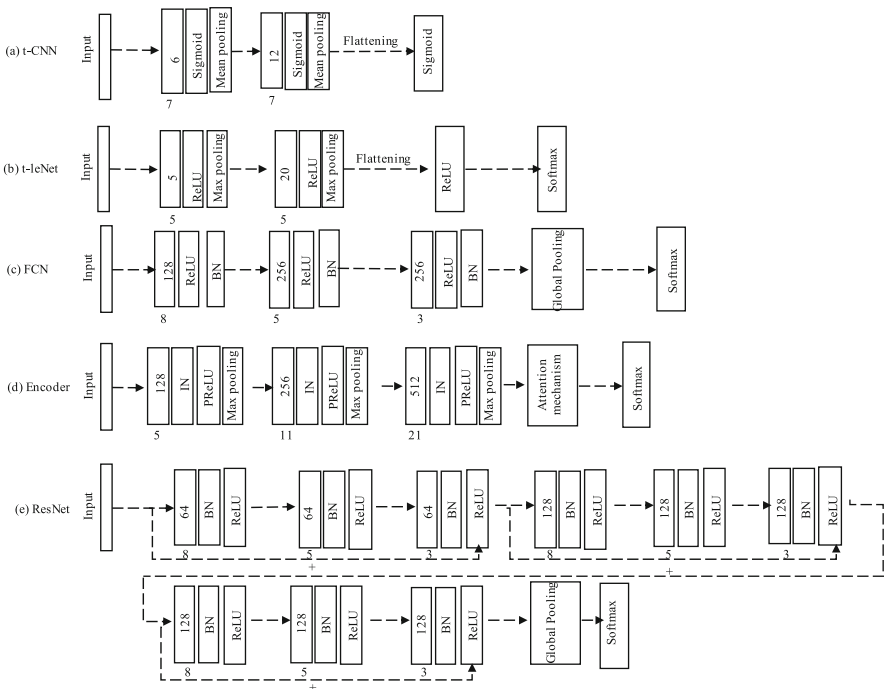 (a) t-CNN Input 6 Sigmoid Mean pooling 12 Sigmoid Mean pooling Flattening Sigmoid
7 7
(b) t-leNet Input 5 ReLU Max pooling 20 ReLU Max pooling Flattening ReLU Softmax
5 5
(c) FCN Input 128 ReLU BN 256 ReLU BN 256 ReLU BN Global Pooling Softmax
8 5 3
(d) Encoder Input 128 IN PReLU Max pooling 256 IN PReLU Max pooling 512 IN PReLU Max pooling Attention mechanism Softmax
5 11 21
(e) ResNet Input 64 BN ReLU 64 BN ReLU 64 BN ReLU 128 BN ReLU 128 BN ReLU 128 BN ReLU
8 5 3 8 5 3
+ +
128 BN ReLU 128 BN ReLU 128 BN ReLU Global Pooling Softmax
8 5 3
+